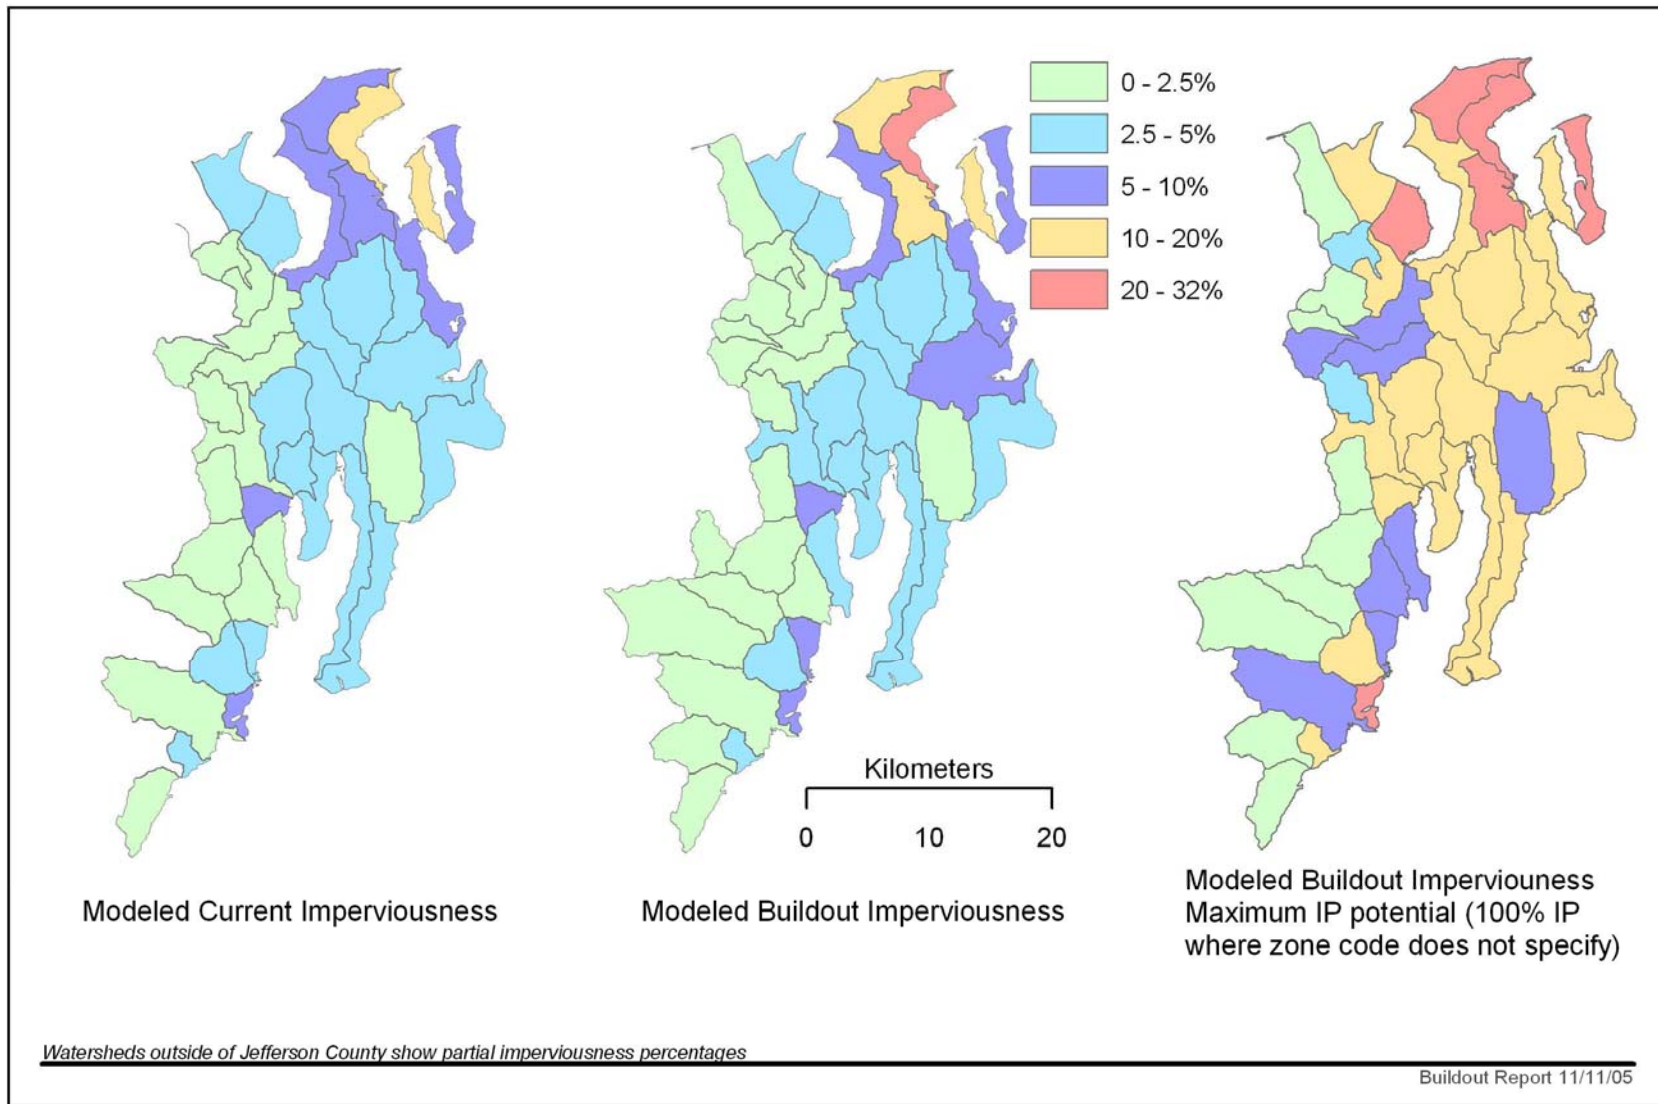 0 - 2.5%
2.5 - 5%
5 - 10%
10 - 20%
20 - 32%
Kilometers
0 10 20
Modeled Current Imperviousness
Modeled Buildout Imperviousness
Modeled Buildout Imperviouness
Maximum IP potential (100% IP
where zone code does not specify)
Watersheds outside of Jefferson County show partial imperviousness percentages
Buildout Report 11/11/05